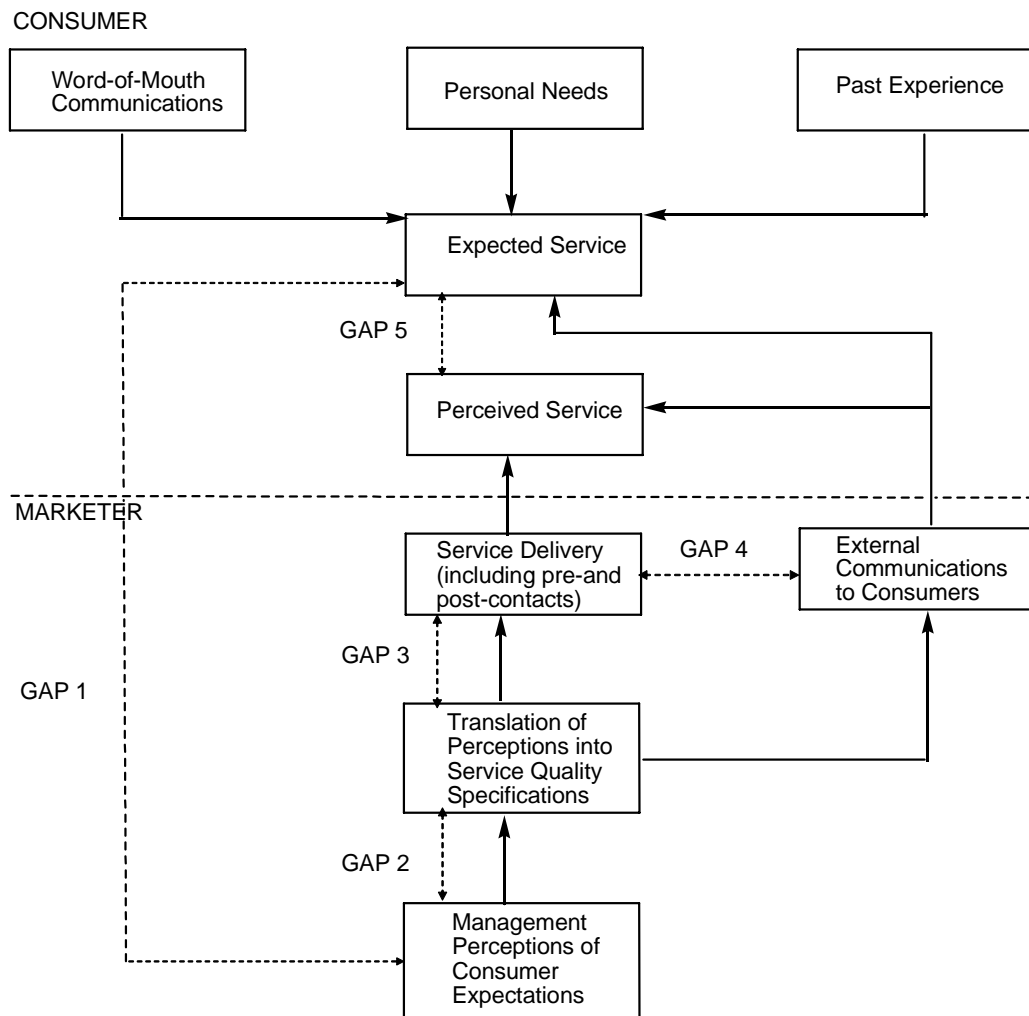 CONSUMER
Word-of-Mouth
Communications
Personal Needs
Past Experience
Expected Service
GAP 5
Perceived Service
MARKETER
Service Delivery
(including pre-and
post-contacts)
GAP 4
External
Communications
to Consumers
GAP 3
GAP 1
Translation of
Perceptions into
Service Quality
Specifications
GAP 2
Management
Perceptions of
Consumer
Expectations